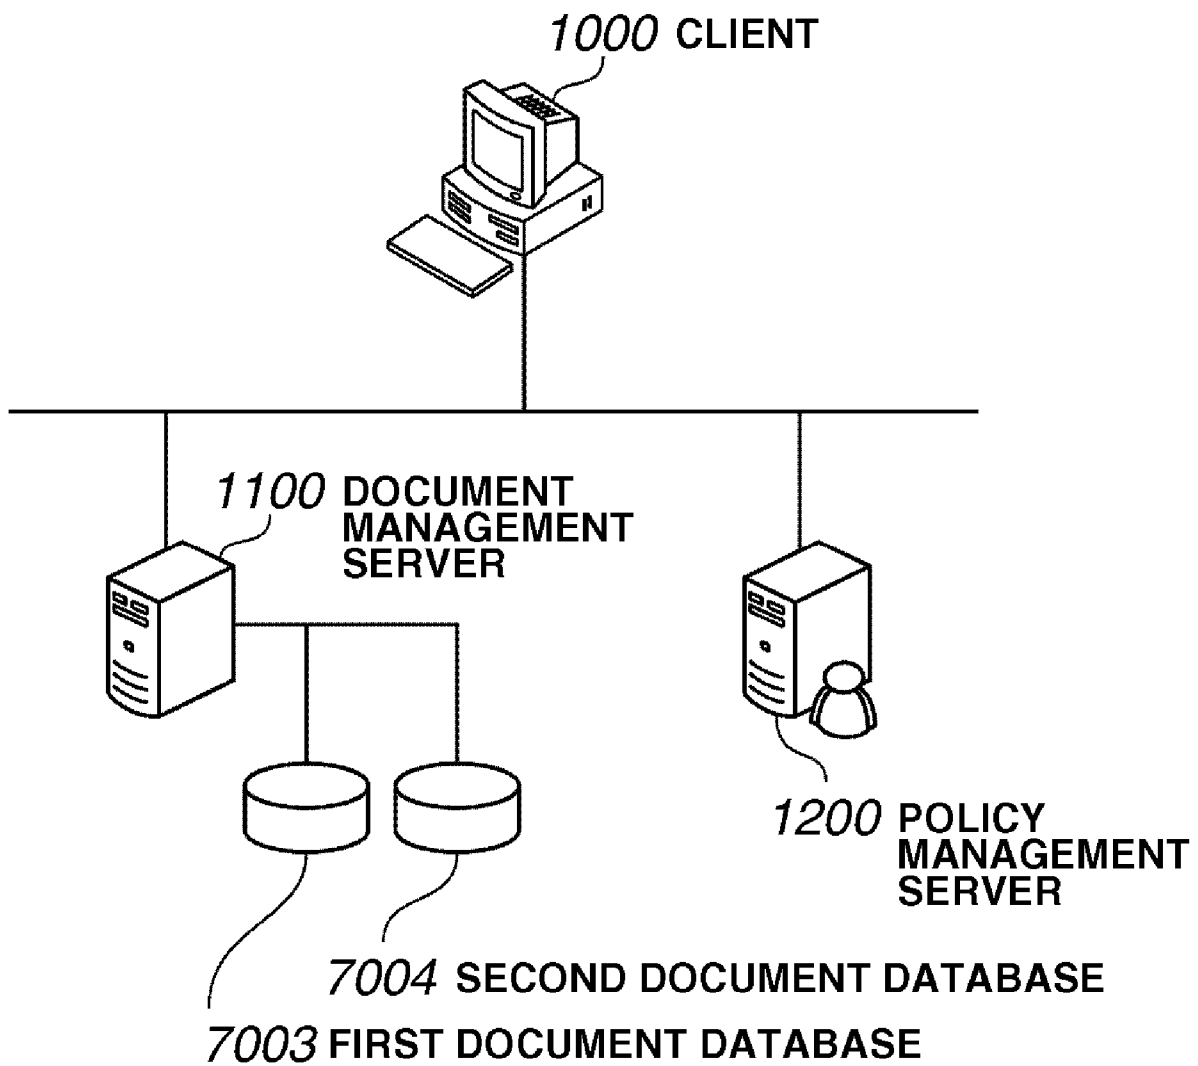 1000 CLIENT
1100 DOCUMENT
MANAGEMENT
SERVER
1200 POLICY
MANAGEMENT
SERVER
7004 SECOND DOCUMENT DATABASE
7003 FIRST DOCUMENT DATABASE